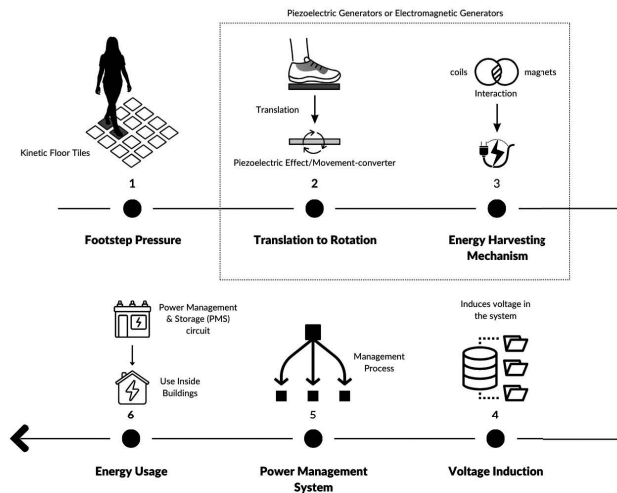 Piezoelectric Generators or Electromagnetic Generators
Kinetic Floor Tiles
1
Footstep Pressure
Translation
Piezoelectric Effect/Movement-converter
2
Translation to Rotation
coils
magnets
Interaction
3
Energy Harvesting
Mechanism
Induces voltage in
the system
4
Voltage Induction
Management
Process
5
Power Management
System
Power Management
& Storage (PMS)
circuit
Use Inside
Buildings
6
Energy Usage